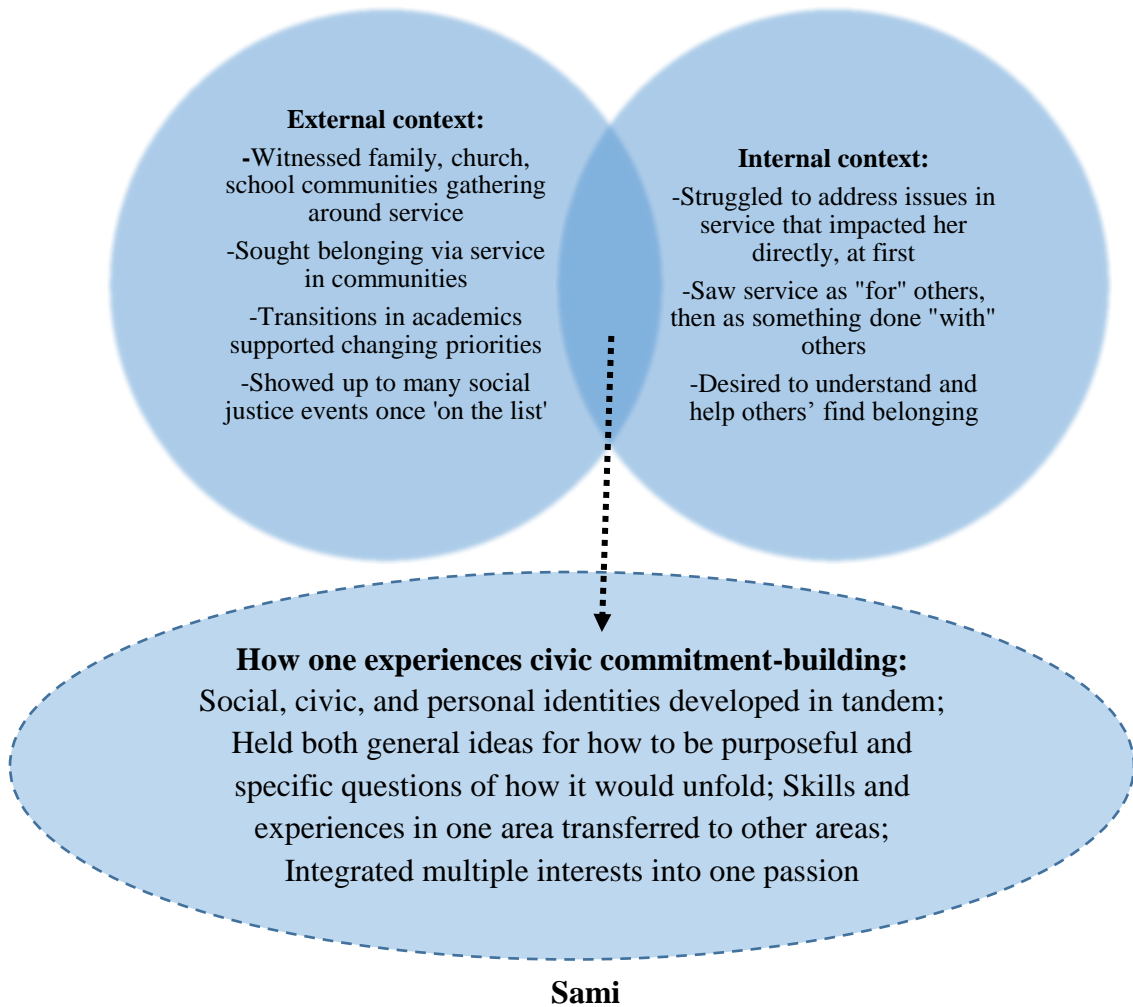 External context:
-Witnessed family, church,
school communities gathering
around service
-Sought belonging via service
in communities
-Transitions in academics
supported changing priorities
-Showed up to many social
justice events once 'on the list'
Internal context:
-Struggled to address issues in
service that impacted her
directly, at first
-Saw service as "for" others,
then as something done "with"
others
-Desired to understand and
help others’ find belonging
How one experiences civic commitment-building:
Social, civic, and personal identities developed in tandem;
Held both general ideas for how to be purposeful and
specific questions of how it would unfold; Skills and
experiences in one area transferred to other areas;
Integrated multiple interests into one passion
Sami